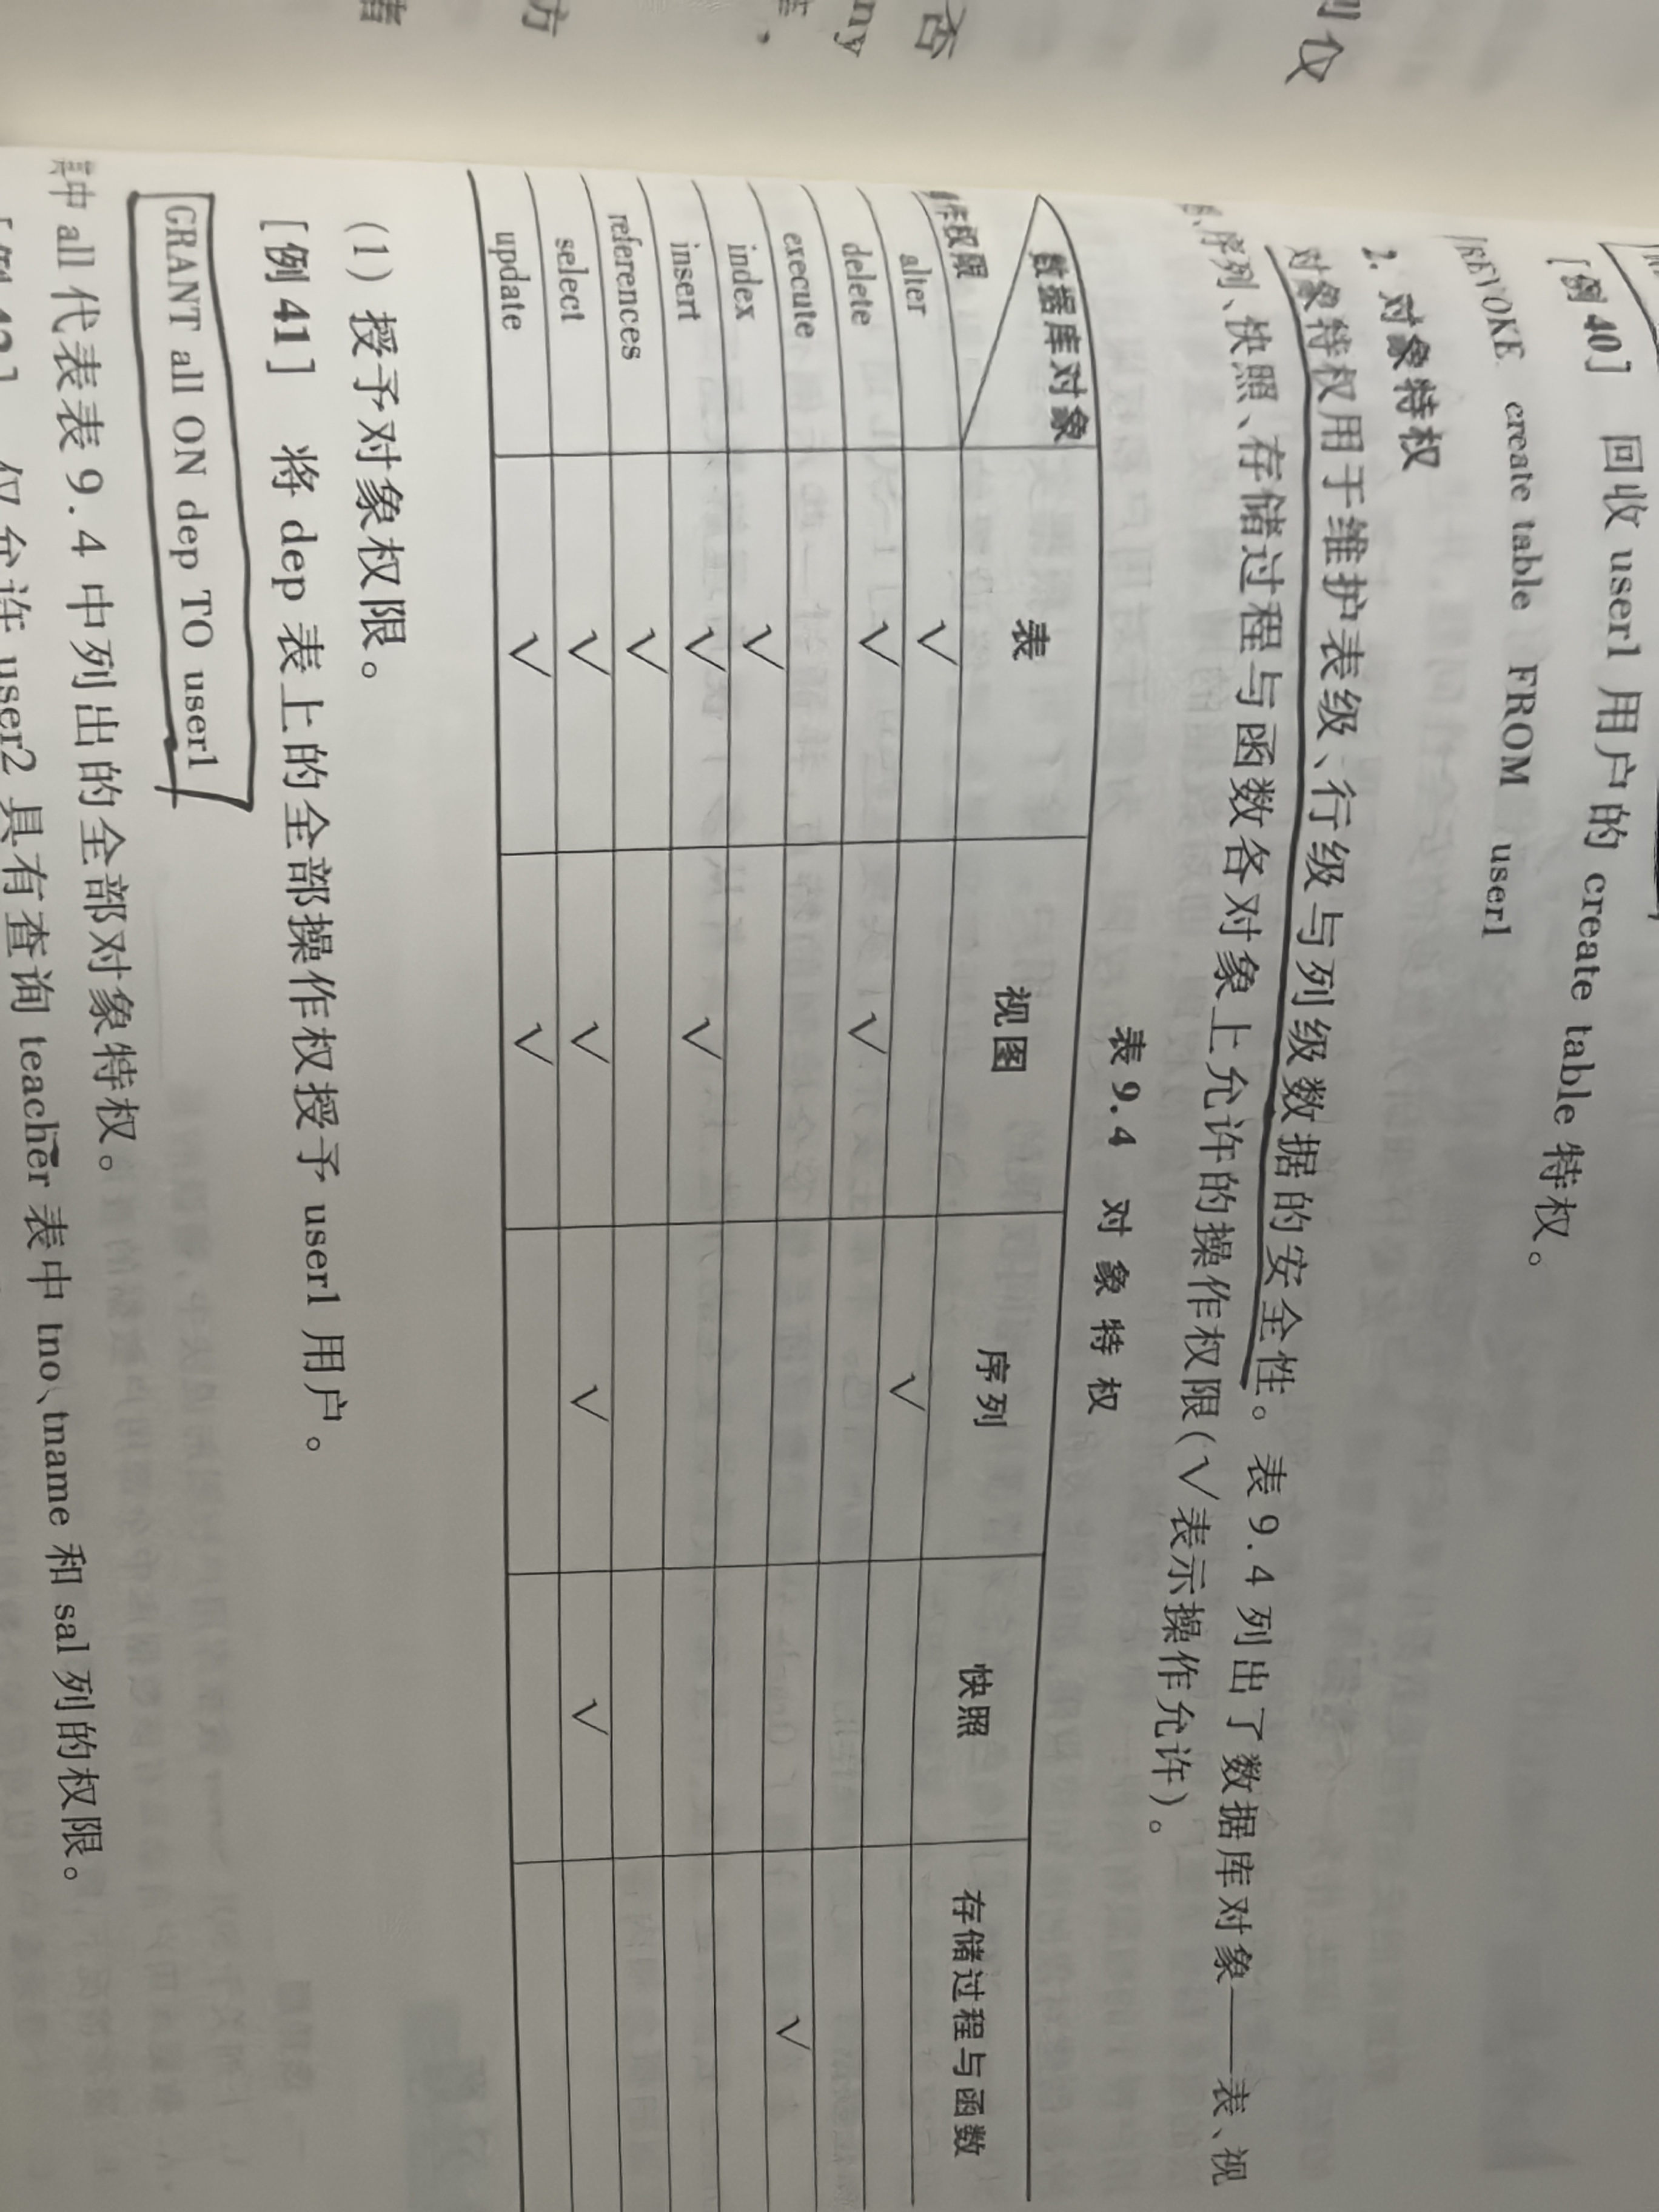 [例40] 回收 user1 用户的 create table 特权。
REVOKE create table FROM user1
2. 对象特权
对象特权用于维护表级、行级与列级数据的安全性。表9.4列出了数据库对象——表、视
、序列、快照、存储过程与函数各对象上允许的操作权限(√表示操作允许)。
表9.4 对象特权
数据库对象 表 视图 序列 快照 存储过程与函数
作权限
alter √ √
delete √ √
execute √
index √
insert √ √
references √
select √ √ √ √
update √ √
(1) 授予对象权限。
[例41] 将 dep 表上的全部操作权授予 user1 用户。
GRANT all ON dep TO user1
其中 all 代表表9.4中列出的全部对象特权。
仅允许 user2 具有查询 teacher 表中 tno、tname 和 sal 列的权限。
仅
否
ny
方